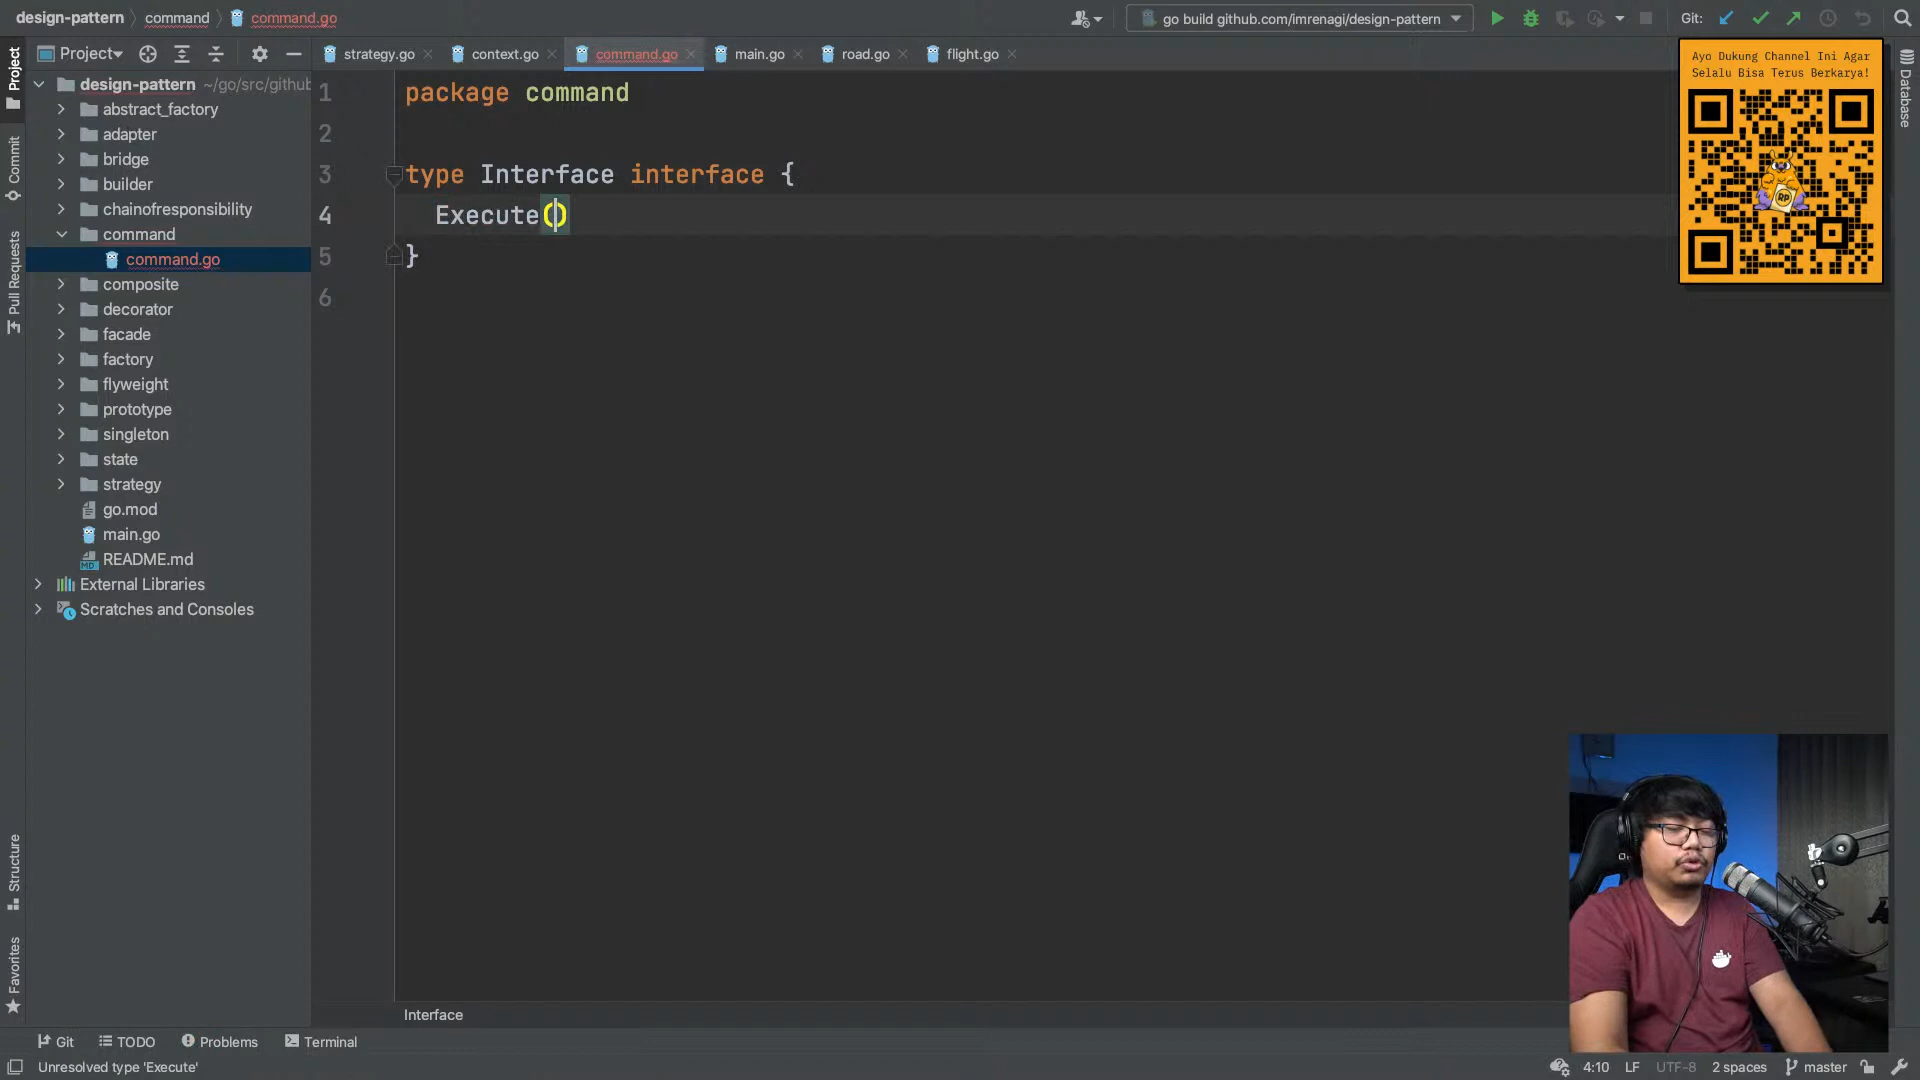 design-pattern command command.go
go build github.com/imrenagi/design-pattern
Git:
Project
strategy.go context.go command.go main.go road.go flight.go
Ayo Dukung Channel Ini Agar
Selalu Bisa Terus Berkarya!
RP
Project
Commit
Pull Requests
Structure
Favorites
Database
design-pattern ~/go/src/github
abstract_factory
adapter
bridge
builder
chainofresponsibility
command
command.go
composite
decorator
facade
factory
flyweight
prototype
singleton
state
strategy
go.mod
main.go
MD README.md
External Libraries
Scratches and Consoles
1 package command
2
3 type Interface interface {
4 Execute()
5 }
6
Interface
Git TODO Problems Terminal
Unresolved type 'Execute'
4:10 LF UTF-8 2 spaces master